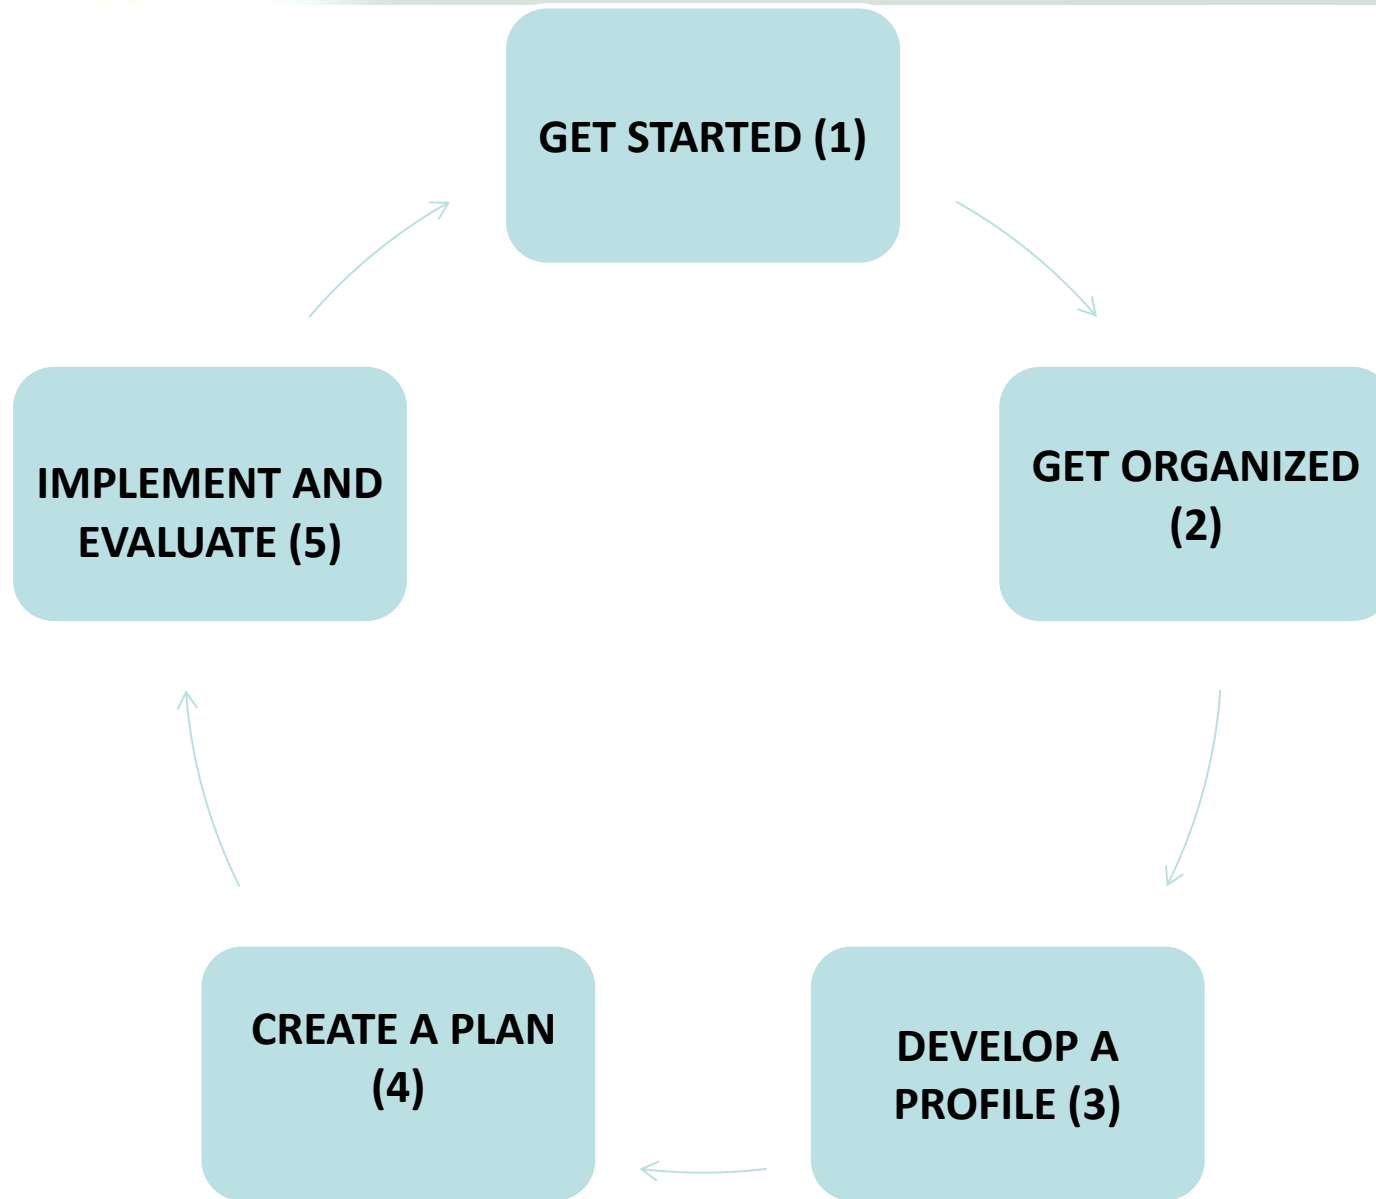 GET STARTED (1)
GET ORGANIZED
(2)
DEVELOP A
PROFILE (3)
CREATE A PLAN
(4)
IMPLEMENT AND
EVALUATE (5)